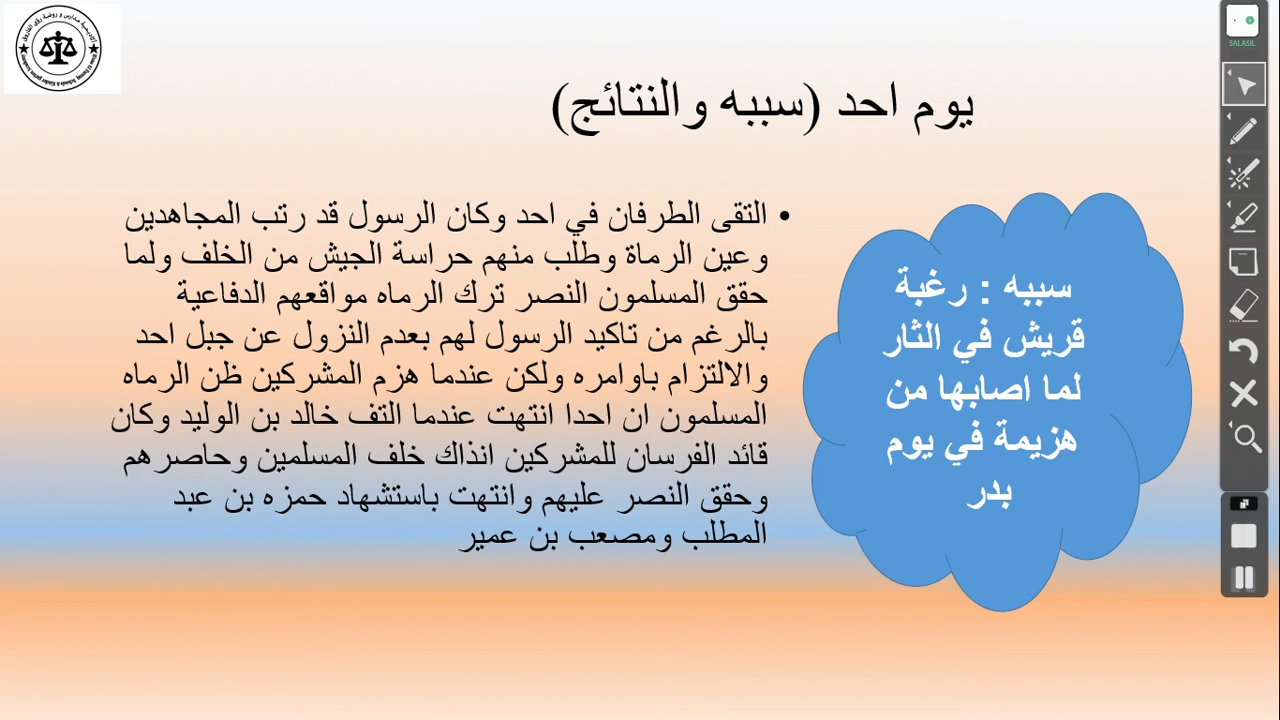 يوم احد (سببه والنتائج)
سببه : رغبة
قريش في الثار
لما اصابها من
هزيمة في يوم
بدر
• التقى الطرفان في احد وكان الرسول قد رتب المجاهدين
وعين الرماة وطلب منهم حراسة الجيش من الخلف ولما
حقق المسلمون النصر ترك الرماه مواقعهم الدفاعية
بالرغم من تاكيد الرسول لهم بعدم النزول عن جبل احد
والالتزام باوامره ولكن عندما هزم المشركين ظن الرماه
المسلمون ان احدا انتهت عندما التف خالد بن الوليد وكان
قائد الفرسان للمشركين انذاك خلف المسلمين وحاصرهم
وحقق النصر عليهم وانتهت باستشهاد حمزه بن عبد
المطلب ومصعب بن عمير
SALASIL